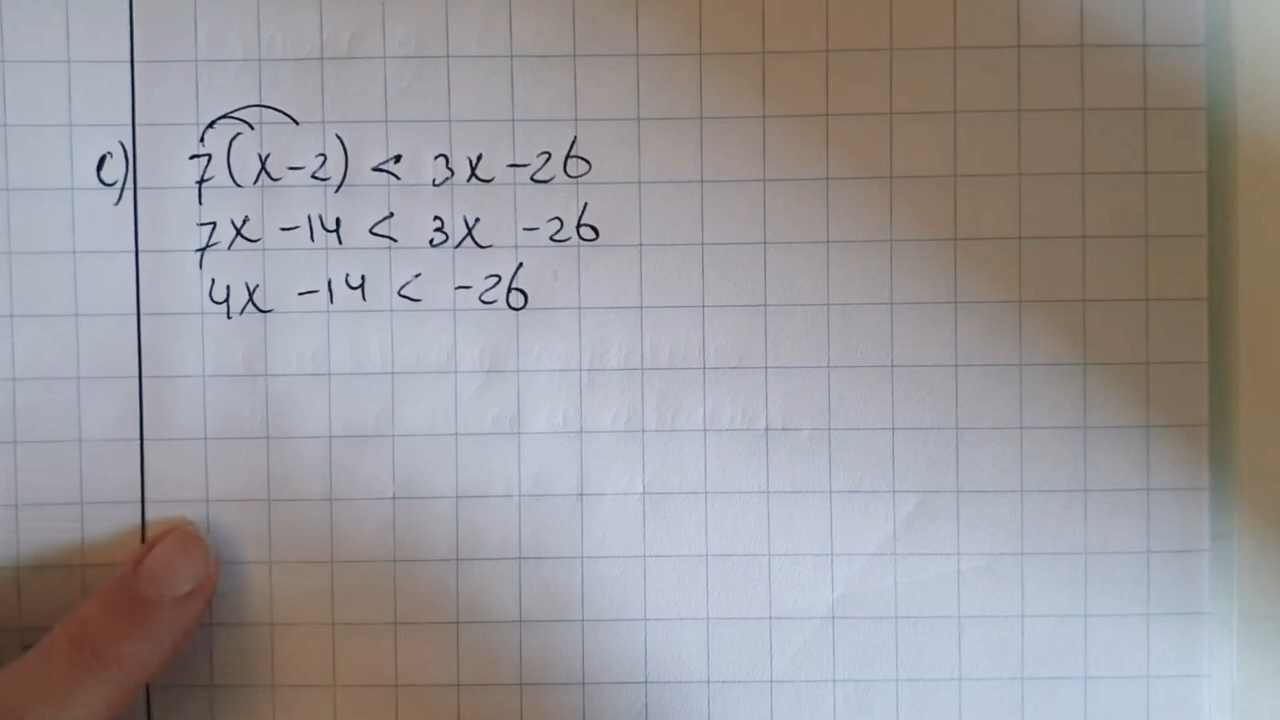 c) 7(x-2) < 3x-26
7x -14 < 3x -26
4x -14 < -26